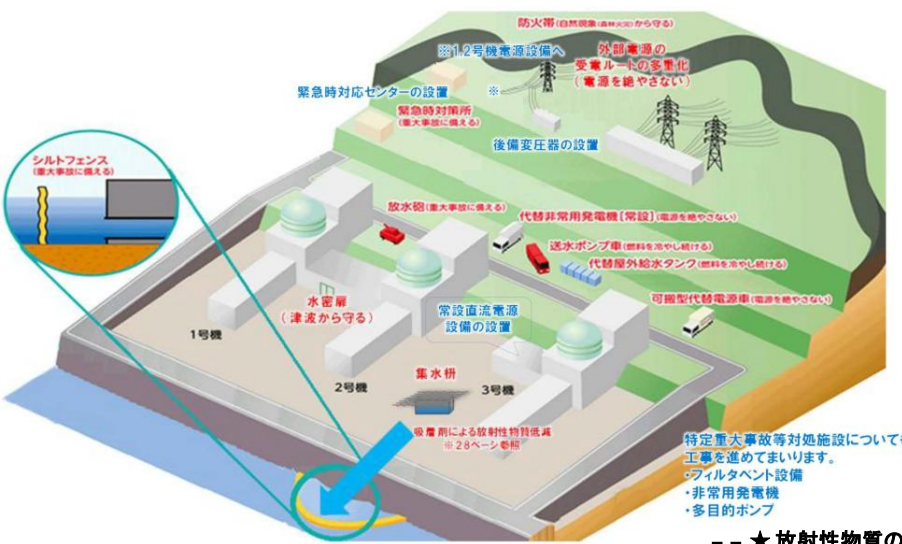 防火帯(自然現象(森林火災)から守る)
※1.2号機電源設備へ
外部電源の
受電ルートの多重化
(電源を絶やさない)
緊急時対応センターの設置
※
緊急時対策所
(重大事故に備える)
後備変圧器の設置
シルトフェンス
(重大事故に備える)
放水砲(重大事故に備える)
代替非常用発電機[常設](電源を絶やさない)
送水ポンプ車(燃料を冷やし続ける)
代替屋外給水タンク(燃料を冷やし続ける)
可搬型代替電源車(電源を絶やさない)
水密扉
(津波から守る)
常設直流電源
設備の設置
1号機
2号機
3号機
集水枡
吸着剤による放射性物質低減
※28ページ参照
特定重大事故等対処施設について
工事を進めてまいります。
・フィルタベント設備
・非常用発電機
・多目的ポンプ
--★放射性物質の